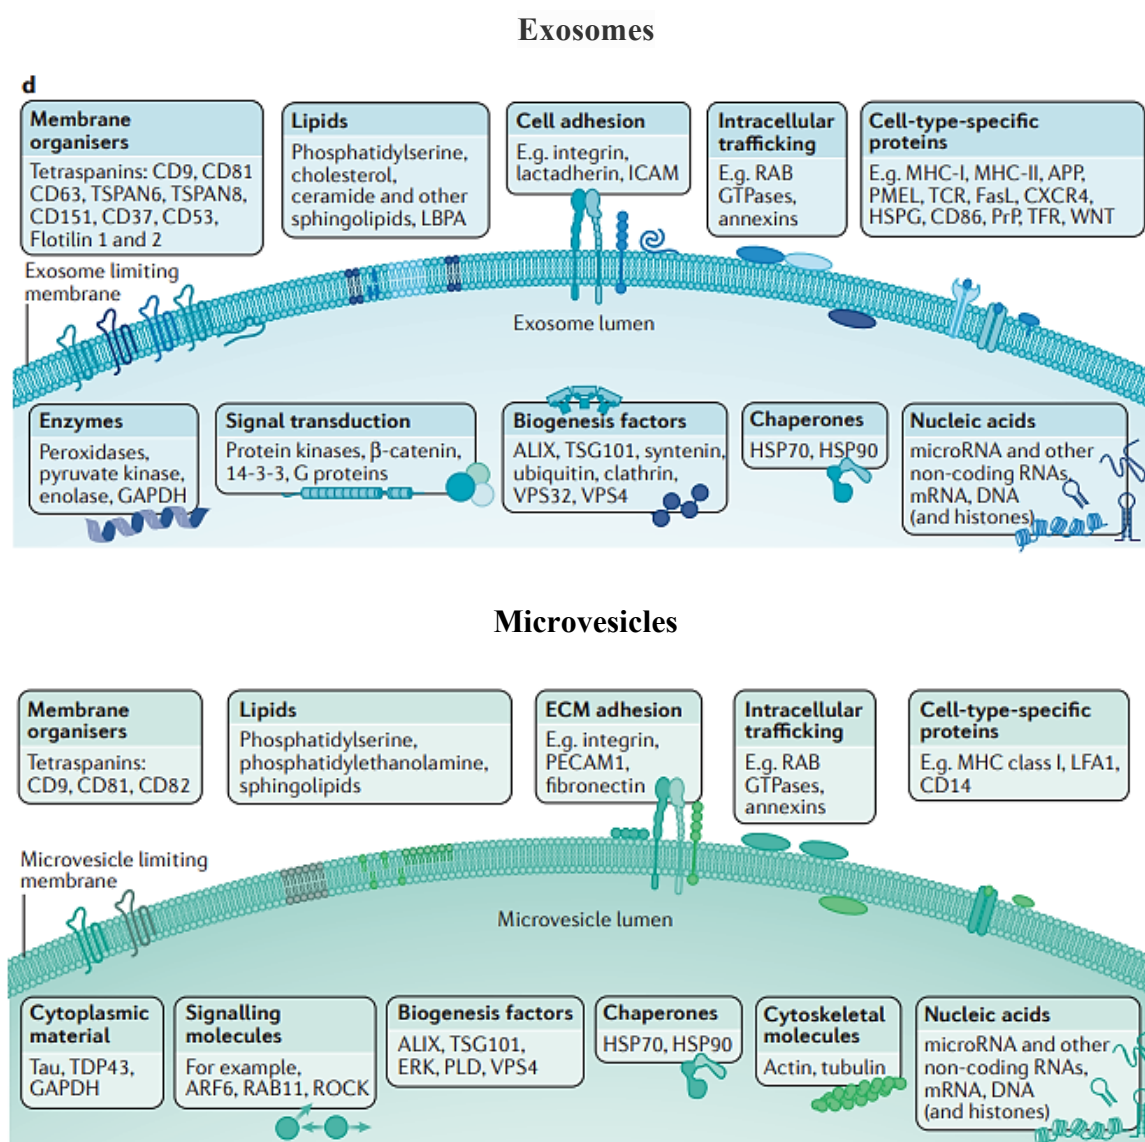 Exosomes
d
Membrane
organisers
Tetraspanins: CD9, CD81
CD63, TSPAN6, TSPAN8,
CD151, CD37, CD53,
Flotilin 1 and 2
Lipids
Phosphatidylserine,
cholesterol,
ceramide and other
sphingolipids, LBPA
Cell adhesion
E.g. integrin,
lactadherin, ICAM
Intracellular
trafficking
E.g. RAB
GTPases,
annexins
Cell-type-specific
proteins
E.g. MHC-I, MHC-II, APP,
PMEL, TCR, FasL, CXCR4,
HSPG, CD86, PrP, TFR, WNT
Exosome limiting
membrane
Exosome lumen
Enzymes
Peroxidases,
pyruvate kinase,
enolase, GAPDH
Signal transduction
Protein kinases, β-catenin,
14-3-3, G proteins
Biogenesis factors
ALIX, TSG101, syntenin,
ubiquitin, clathrin,
VPS32, VPS4
Chaperones
HSP70, HSP90
Nucleic acids
microRNA and other
non-coding RNAs,
mRNA, DNA
(and histones)
Microvesicles
Membrane
organisers
Tetraspanins:
CD9, CD81, CD82
Lipids
Phosphatidylserine,
phosphatidylethanolamine,
sphingolipids
ECM adhesion
E.g. integrin,
PECAM1,
fibronectin
Intracellular
trafficking
E.g. RAB
GTPases,
annexins
Cell-type-specific
proteins
E.g. MHC class I, LFA1,
CD14
Microvesicle limiting
membrane
Microvesicle lumen
Cytoplasmic
material
Tau, TDP43,
GAPDH
Signalling
molecules
For example,
ARF6, RAB11, ROCK
Biogenesis factors
ALIX, TSG101,
ERK, PLD, VPS4
Chaperones
HSP70, HSP90
Cytoskeletal
molecules
Actin, tubulin
Nucleic acids
microRNA and other
non-coding RNAs,
mRNA, DNA
(and histones)